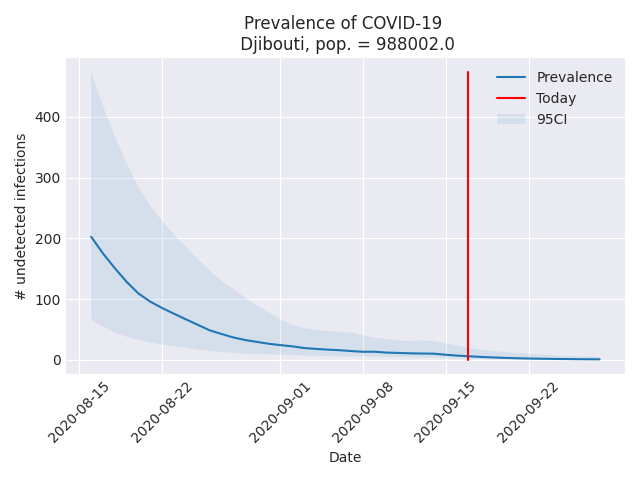 Prevalence of COVID-19
Djibouti, pop. = 988002.0
Prevalence
Today
95CI
# undetected infections
400
300
200
100
0
2020-08-15
2020-08-22
2020-09-01
2020-09-08
2020-09-15
2020-09-22
Date